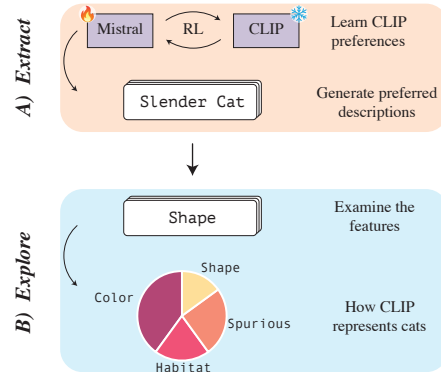 A) Extract
Mistral
RL
CLIP
Learn CLIP
preferences
Slender Cat
Generate preferred
descriptions
B) Explore
Shape
Examine the
features
Shape
Color
Spurious
Habitat
How CLIP
represents cats